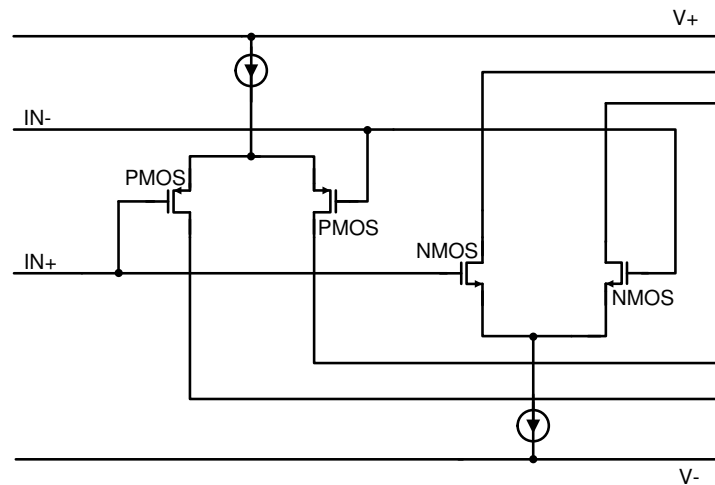 V+
IN-
PMOS
PMOS
NMOS
IN+
NMOS
V-